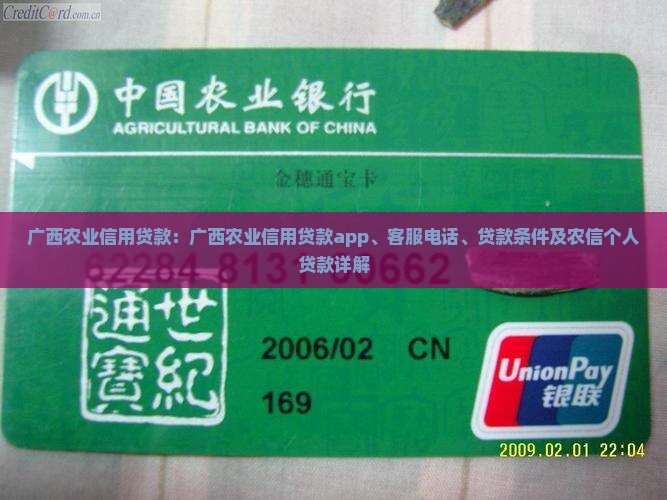 CreditCard.com.cn
中国农业银行
AGRICULTURAL BANK OF CHINA
金穗通宝卡
广西农业信用贷款：广西农业信用贷款app、客服电话、贷款条件及农信个人
贷款详解
世纪
通寶
2006/02 CN
169
UnionPay
银联
2009.02.01 22:04